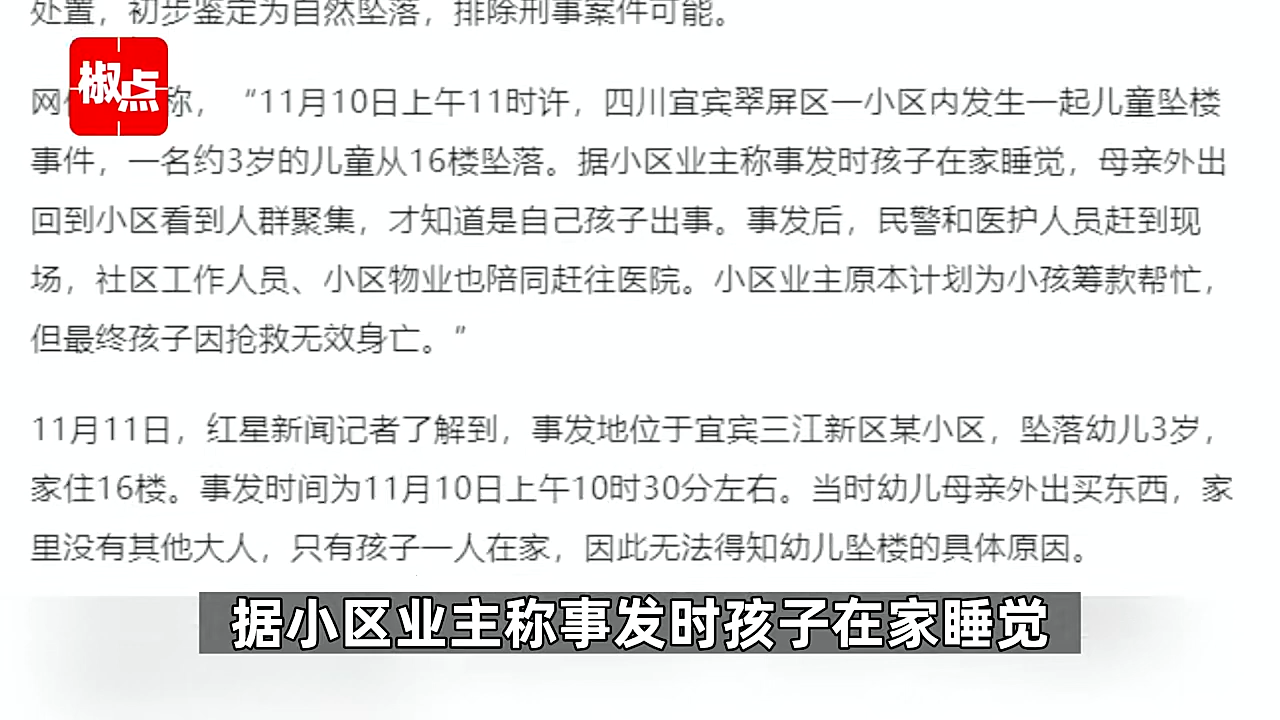 处置，初步鉴定为自然坠落，排除刑事案件可能。
椒点
网 称，“11月10日上午11时许，四川宜宾翠屏区一小区内发生一起儿童坠楼
事件，一名约3岁的儿童从16楼坠落。据小区业主称事发时孩子在家睡觉，母亲外出
回到小区看到人群聚集，才知道是自己孩子出事。事发后，民警和医护人员赶到现
场，社区工作人员、小区物业也陪同赶往医院。小区业主原本计划为小孩筹款帮忙，
但最终孩子因抢救无效身亡。”
11月11日，红星新闻记者了解到，事发地位于宜宾三江新区某小区，坠落幼儿3岁，
家住16楼。事发时间为11月10日上午10时30分左右。当时幼儿母亲外出买东西，家
里没有其他大人，只有孩子一人在家，因此无法得知幼儿坠楼的具体原因。
据小区业主称事发时孩子在家睡觉